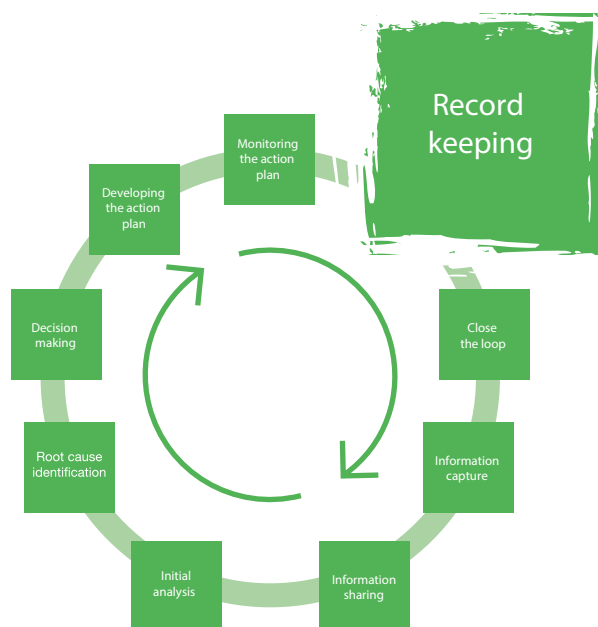 Record
keeping
Monitoring
the action
plan
Developing
the action
plan
Decision
making
Close
the loop
Root cause
identification
Information
capture
Initial
analysis
Information
sharing